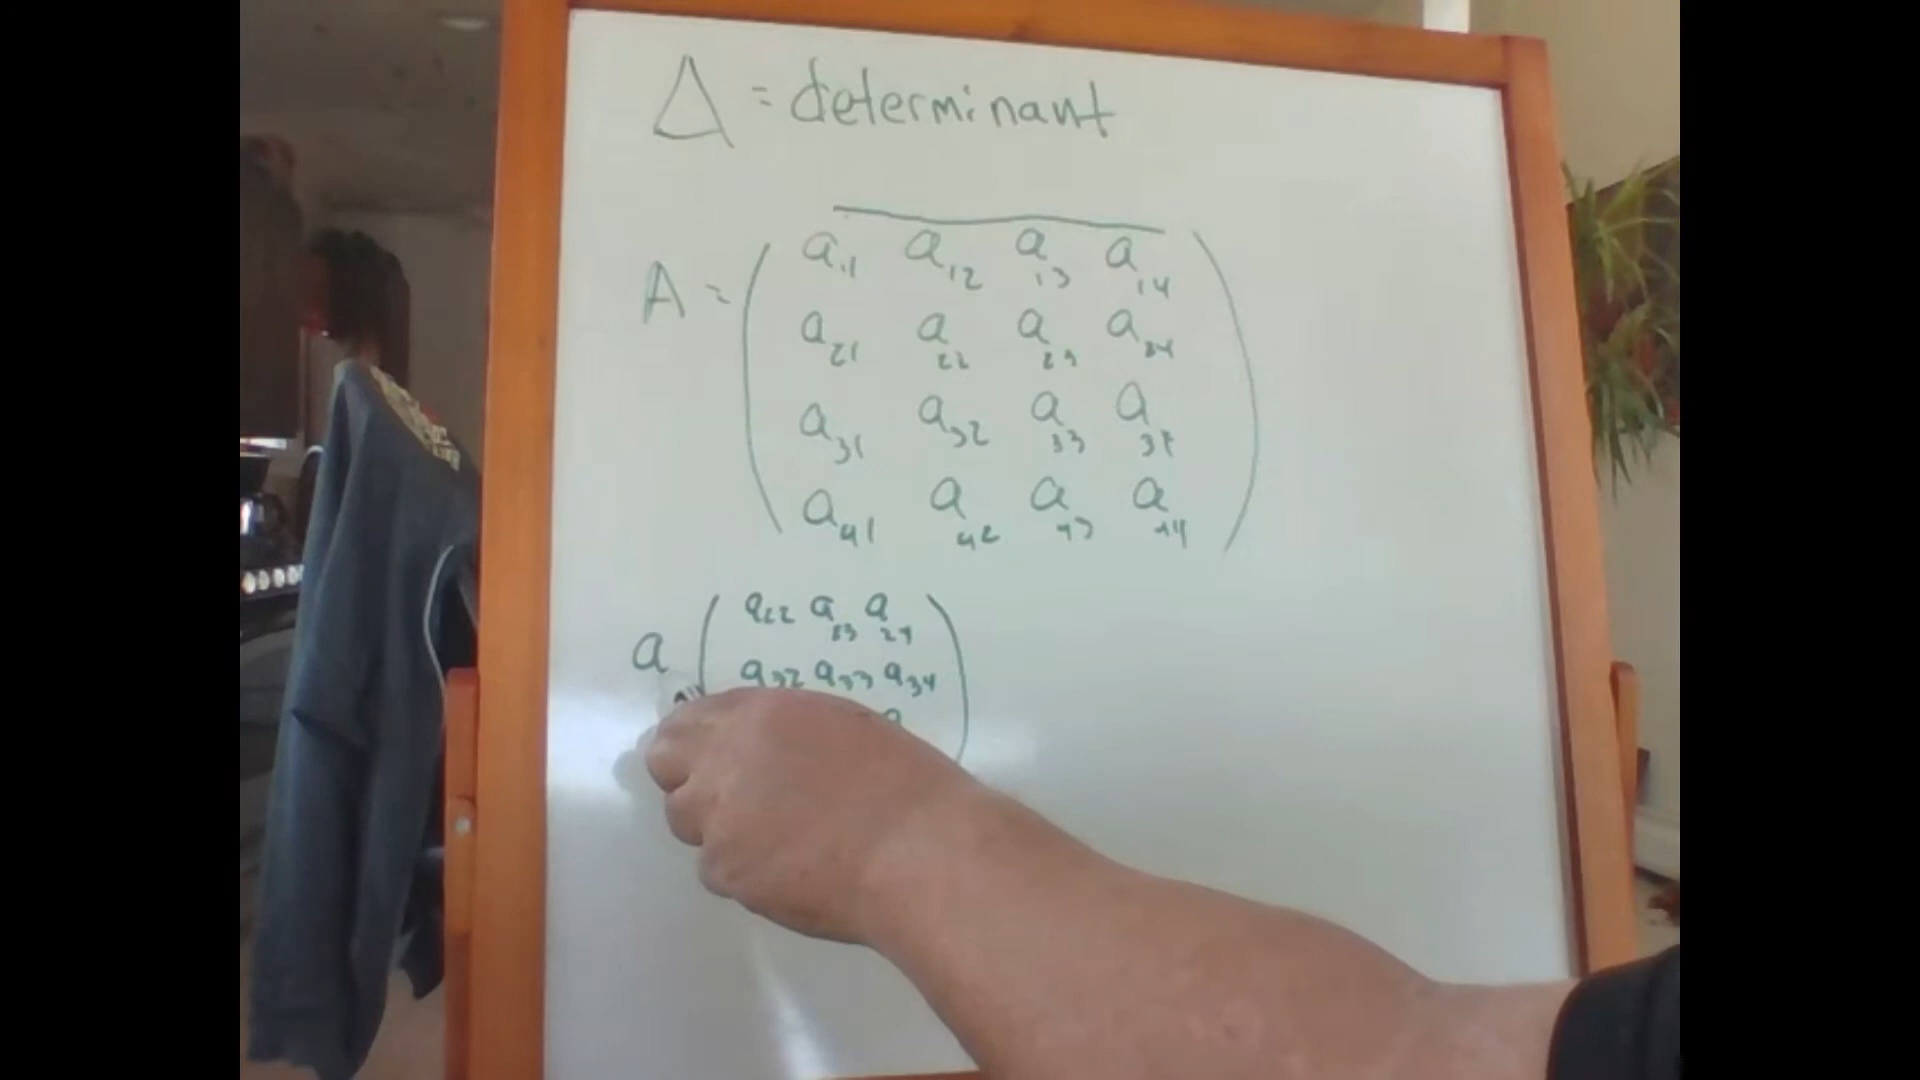 Δ = determinant
A = ( a11 a12 a13 a14
a21 a22 a23 a24
a31 a32 a33 a34
a41 a42 a43 a44 )
a11 ( a22 a23 a24
a32 a33 a34
a